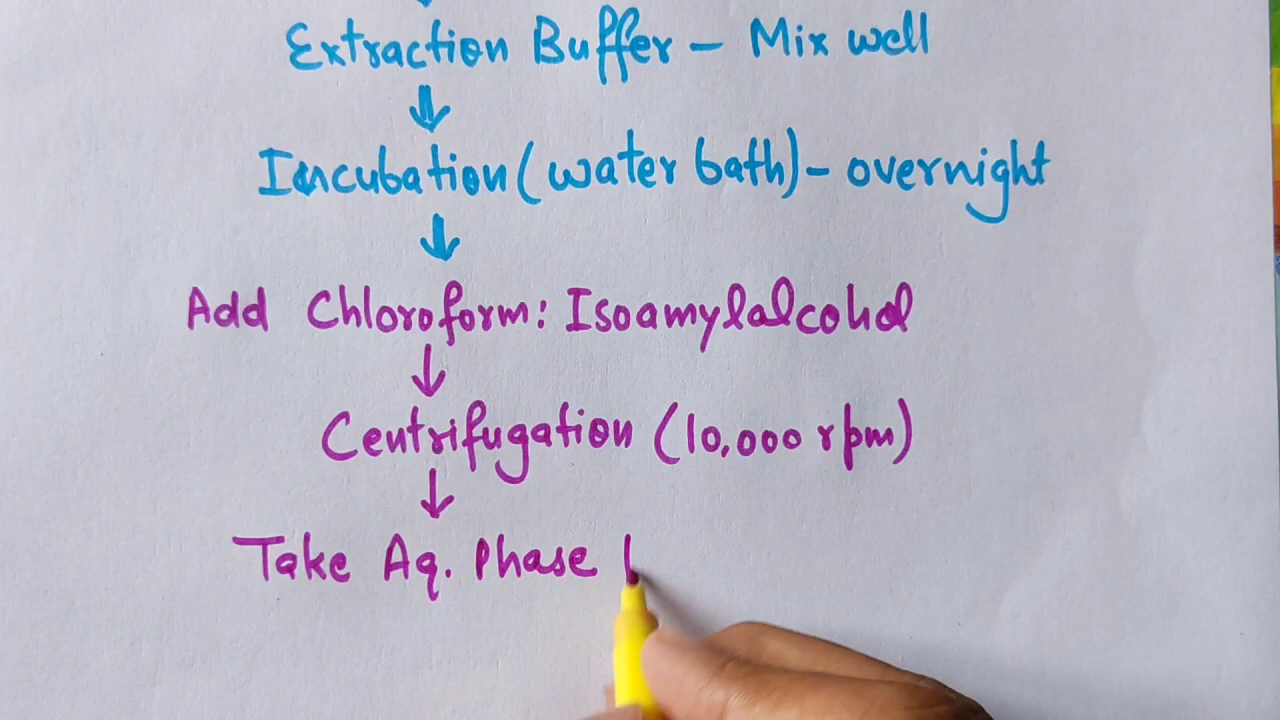 Extraction Buffer - Mix well
Incubation (water bath) - overnight
Add Chloroform: Isoamylalcohol
Centrifugation (10,000 rpm)
Take Aq. Phase